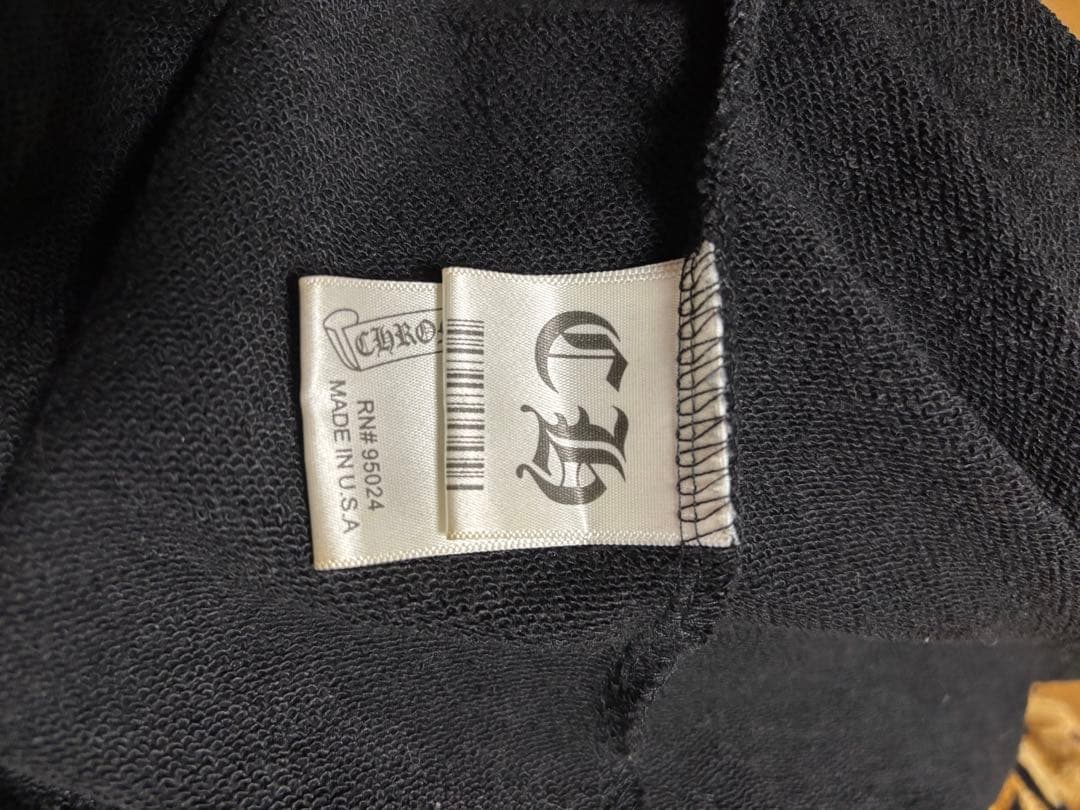 CH
CHRO
RN# 95024
MADE IN U.S.A